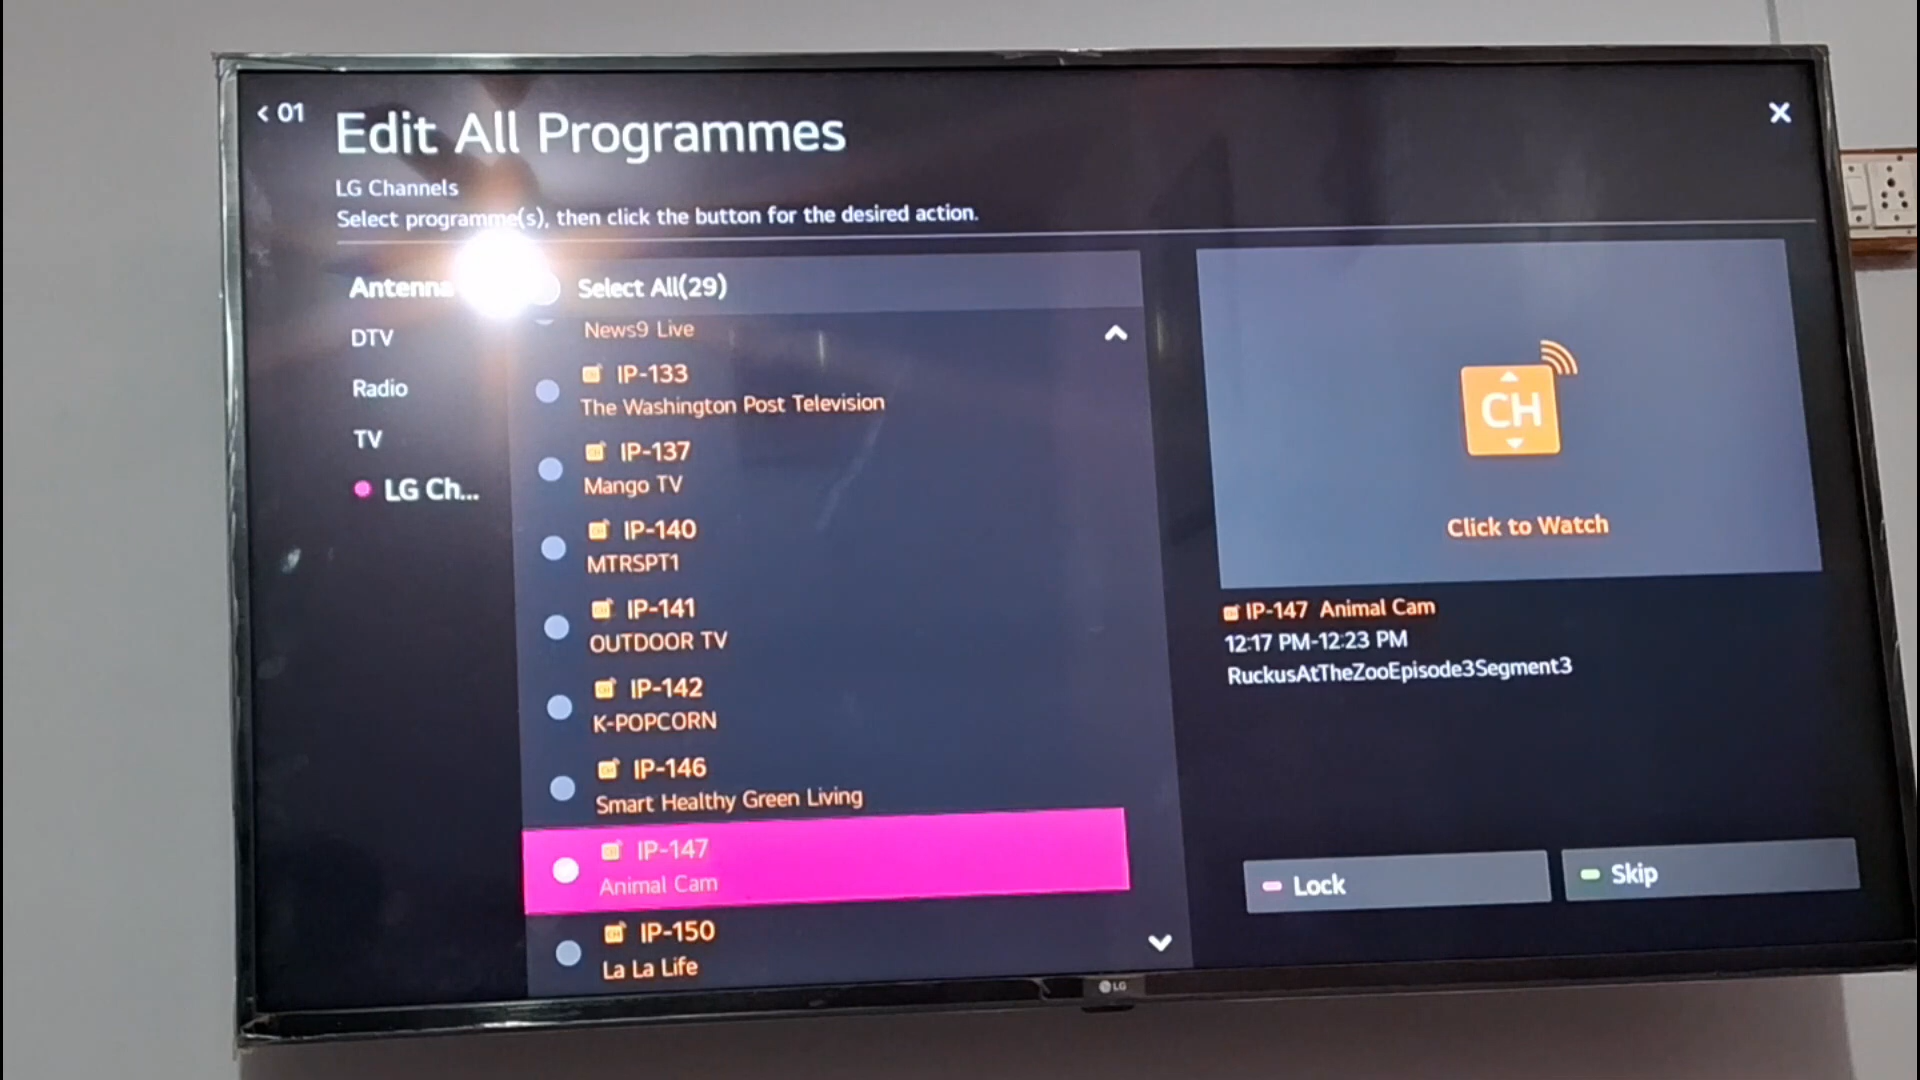 < 01
Edit All Programmes
LG Channels
Select programme(s), then click the button for the desired action.
Antenna
DTV
Radio
TV
LG Ch...
Select All(29)
News9 Live
IP-133
The Washington Post Television
IP-137
Mango TV
IP-140
MTRSPT1
IP-141
OUTDOOR TV
IP-142
K-POPCORN
IP-146
Smart Healthy Green Living
IP-147
Animal Cam
IP-150
La La Life
CH
Click to Watch
IP-147 Animal Cam
12:17 PM-12:23 PM
RuckusAtTheZooEpisode3Segment3
Lock
Skip
LG